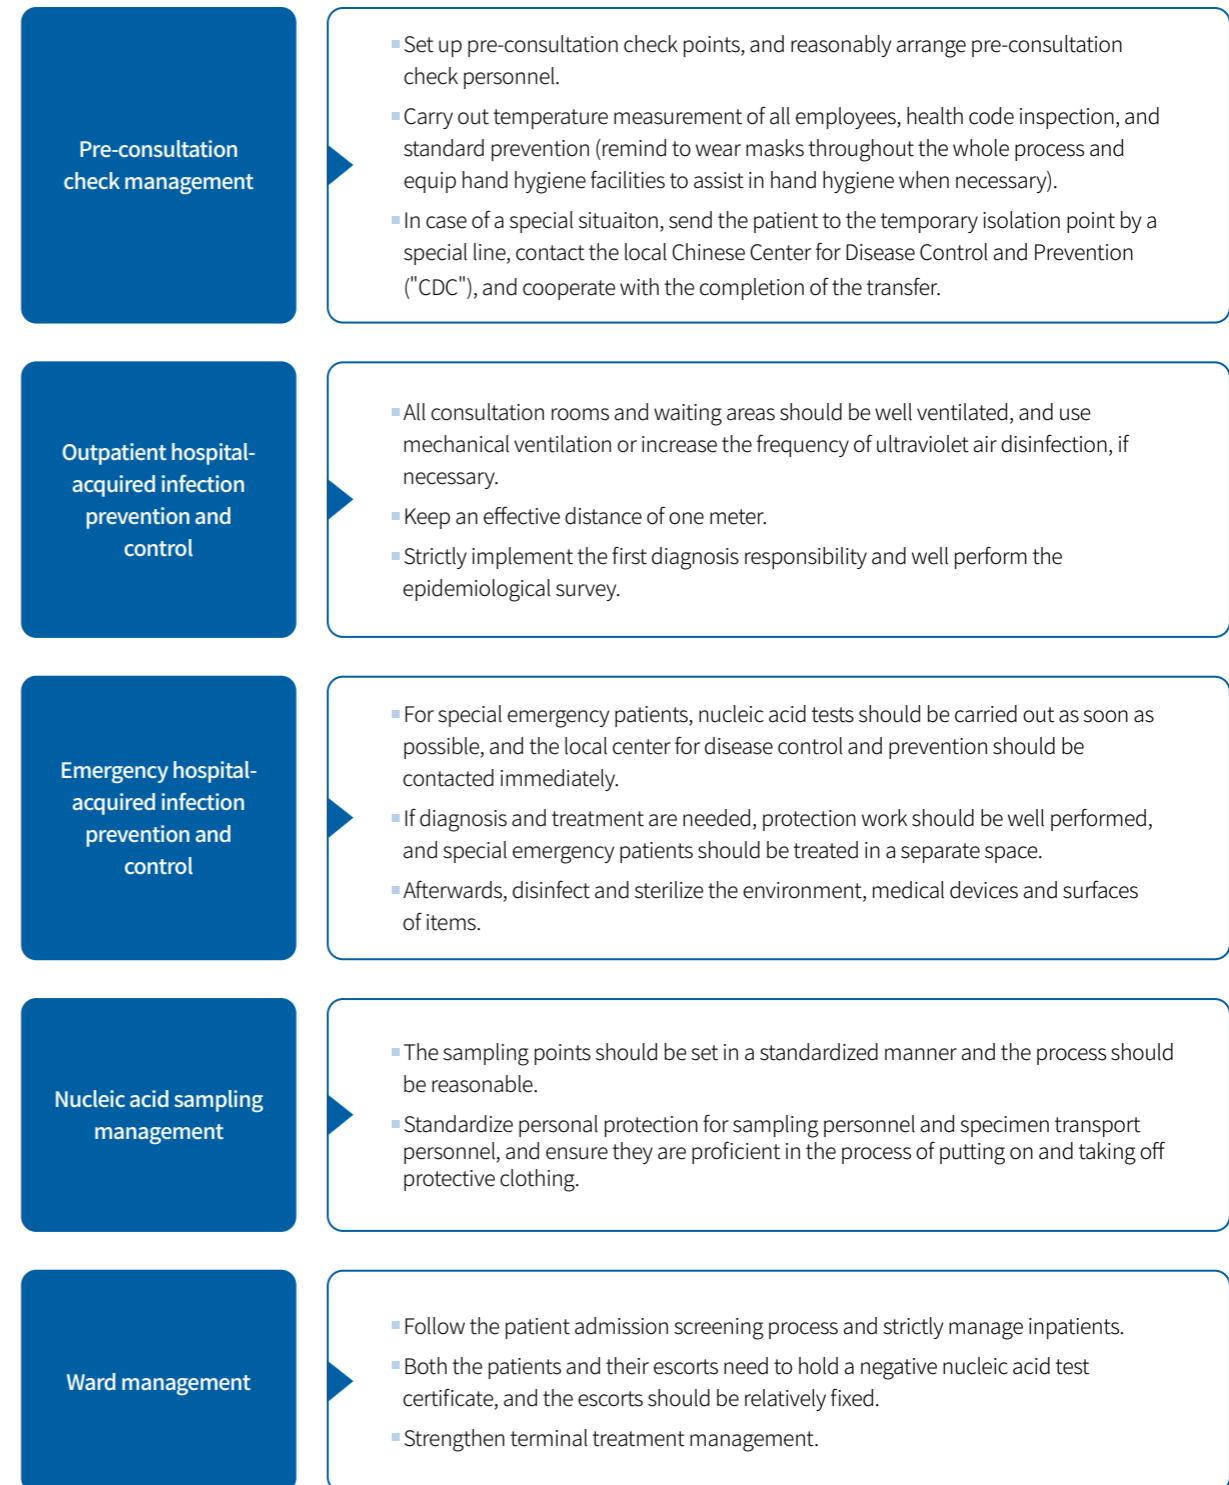 Pre-consultation
check management
▪Set up pre-consultation check points, and reasonably arrange pre-consultation
check personnel.
▪Carry out temperature measurement of all employees, health code inspection, and
standard prevention (remind to wear masks throughout the whole process and
equip hand hygiene facilities to assist in hand hygiene when necessary).
▪In case of a special situaiton, send the patient to the temporary isolation point by a
special line, contact the local Chinese Center for Disease Control and Prevention
("CDC"), and cooperate with the completion of the transfer.
Outpatient hospital-
acquired infection
prevention and
control
▪All consultation rooms and waiting areas should be well ventilated, and use
mechanical ventilation or increase the frequency of ultraviolet air disinfection, if
necessary.
▪Keep an effective distance of one meter.
▪Strictly implement the first diagnosis responsibility and well perform the
epidemiological survey.
Emergency hospital-
acquired infection
prevention and
control
▪For special emergency patients, nucleic acid tests should be carried out as soon as
possible, and the local center for disease control and prevention should be
contacted immediately.
▪If diagnosis and treatment are needed, protection work should be well performed,
and special emergency patients should be treated in a separate space.
▪Afterwards, disinfect and sterilize the environment, medical devices and surfaces
of items.
Nucleic acid sampling
management
▪The sampling points should be set in a standardized manner and the process should
be reasonable.
▪Standardize personal protection for sampling personnel and specimen transport
personnel, and ensure they are proficient in the process of putting on and taking off
protective clothing.
Ward management
▪Follow the patient admission screening process and strictly manage inpatients.
▪Both the patients and their escorts need to hold a negative nucleic acid test
certificate, and the escorts should be relatively fixed.
▪Strengthen terminal treatment management.